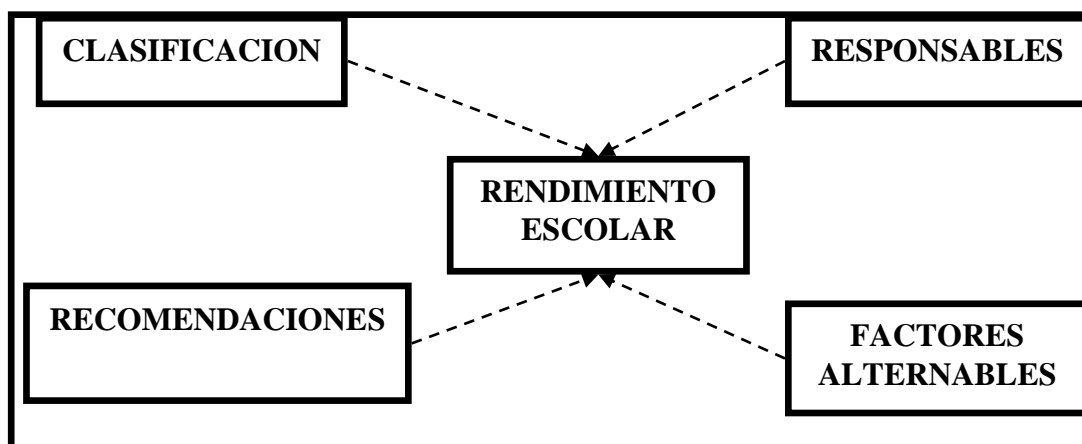 CLASIFICACION
RESPONSABLES
RENDIMIENTO
ESCOLAR
RECOMENDACIONES
FACTORES
ALTERNABLES